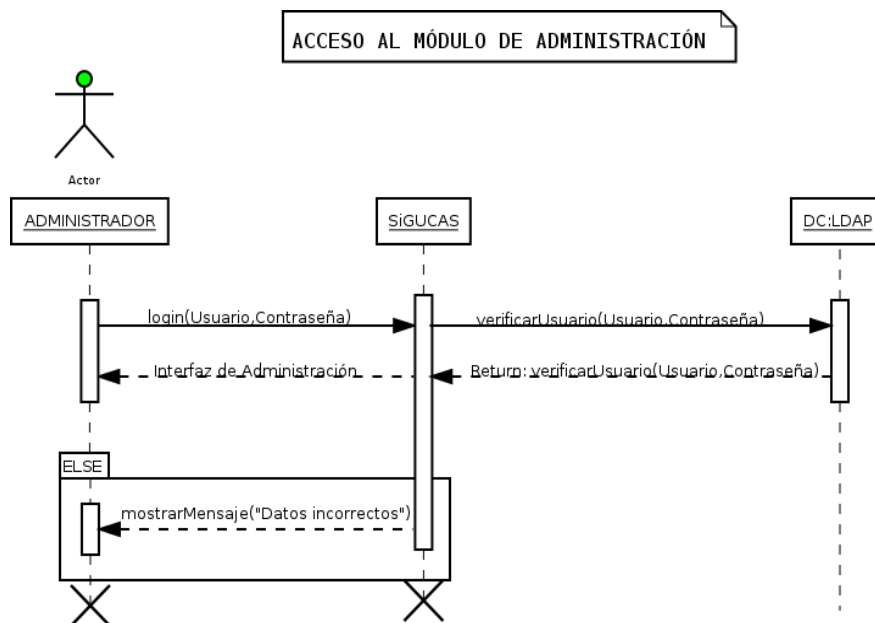 ACCESO AL MÓDULO DE ADMINISTRACIÓN
Actor
ADMINISTRADOR
SiGUCAS
DC:LDAP
login(Usuario,Contraseña)
verificarUsuario(Usuario,Contraseña)
Interfaz de Administración
Return: verificarUsuario(Usuario,Contraseña)
ELSE
mostrarMensaje("Datos incorrectos")